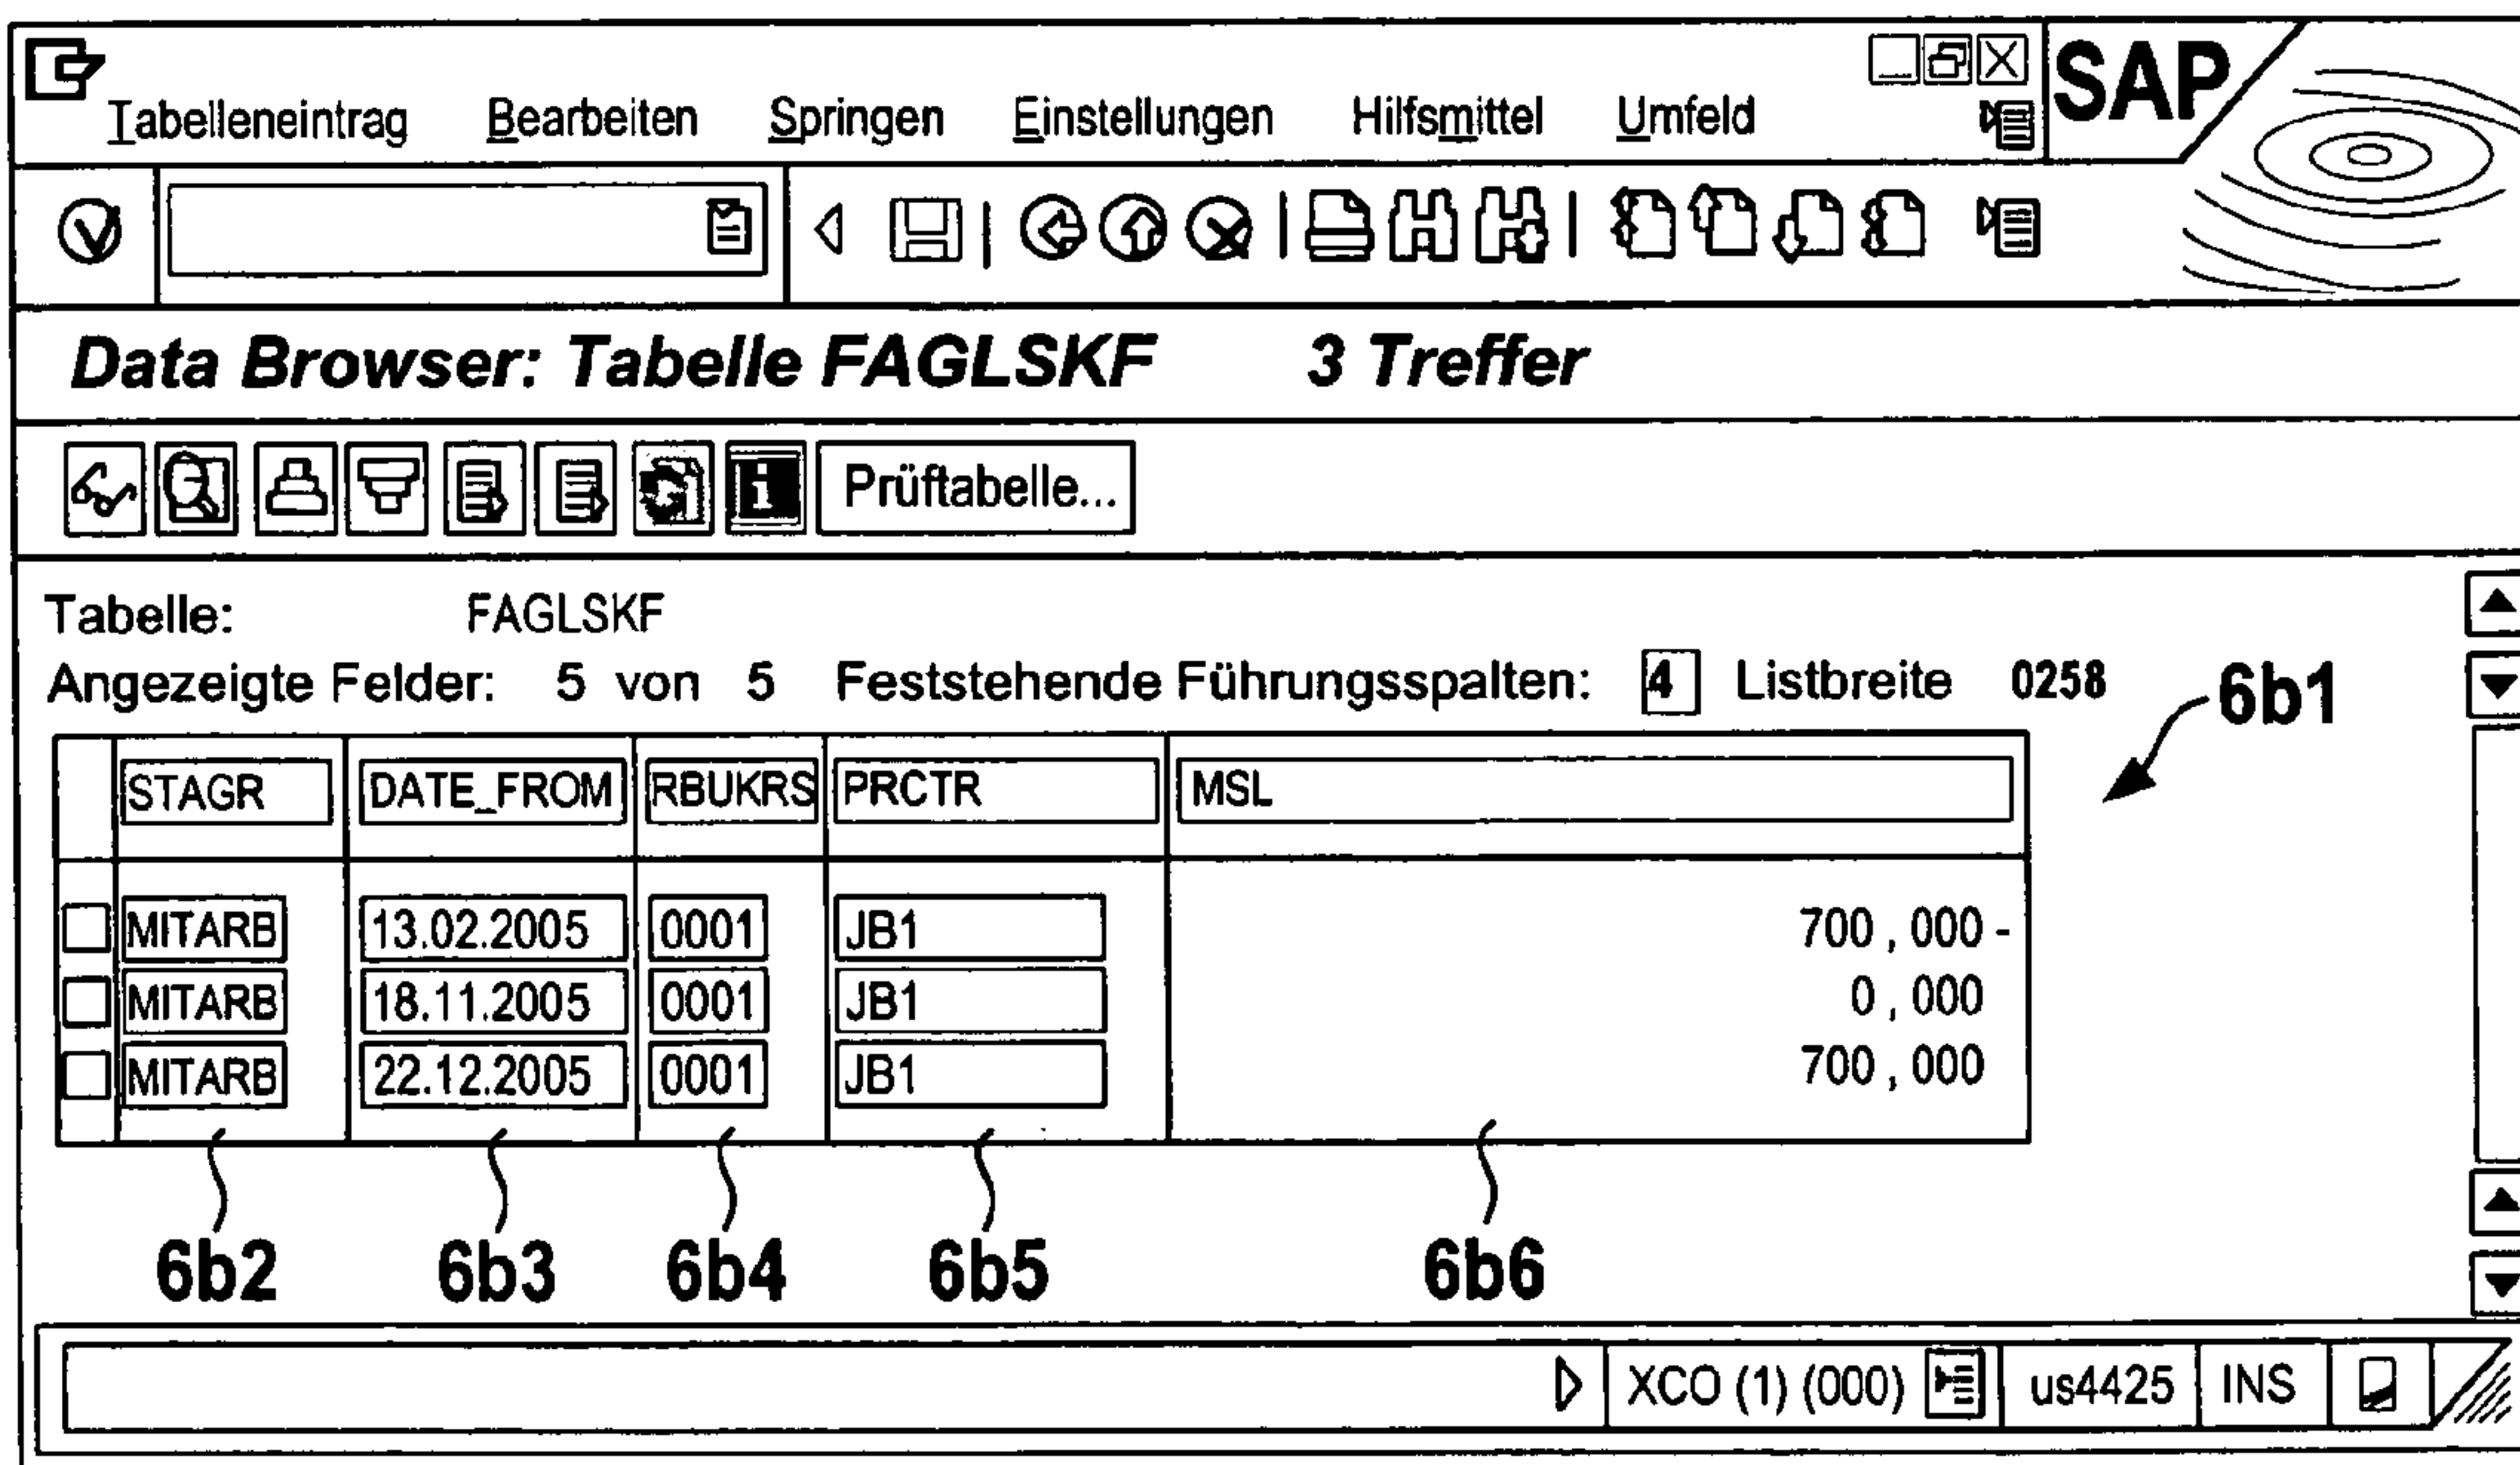 SAP
Tabelleneintrag Bearbeiten Springen Einstellungen Hilfsmittel Umfeld
Data Browser: Tabelle FAGLSKF 3 Treffer
i Prüftabelle...
Tabelle: FAGLSKF
Angezeigte Felder: 5 von 5 Feststehende Führungsspalten: 4 Listbreite 0258
6b1
STAGR DATE_FROM RBUKRS PRCTR MSL
MITARB 13.02.2005 0001 JB1 700,000-
MITARB 18.11.2005 0001 JB1 0,000
MITARB 22.12.2005 0001 JB1 700,000
6b2 6b3 6b4 6b5 6b6
XCO (1) (000) us4425 INS